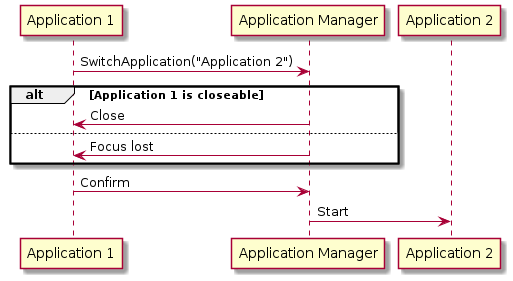 Application 1 Application Manager Application 2
SwitchApplication("Application 2")
alt [Application 1 is closeable]
Close
Focus lost
Confirm
Start
Application 1 Application Manager Application 2